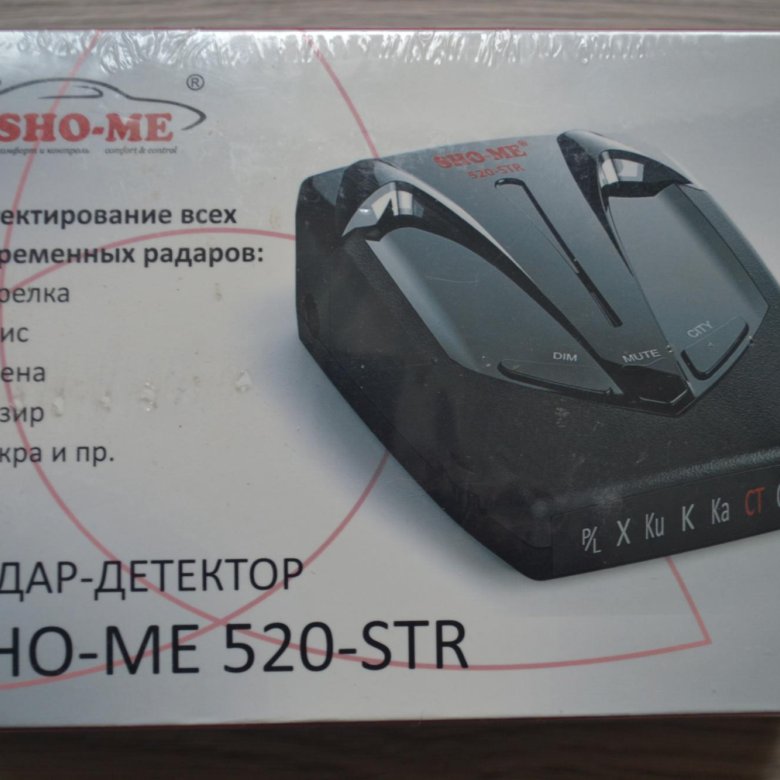 SHO-ME®
комфорт и контроль comfort & control
ектирование всех
ременных радаров:
релка
ис
ена
зир
кра и пр.
SHO-ME®
520-STR
DIM MUTE CITY
P/L X Ku K Ka CT
ДАР-ДЕТЕКТОР
HO-ME 520-STR